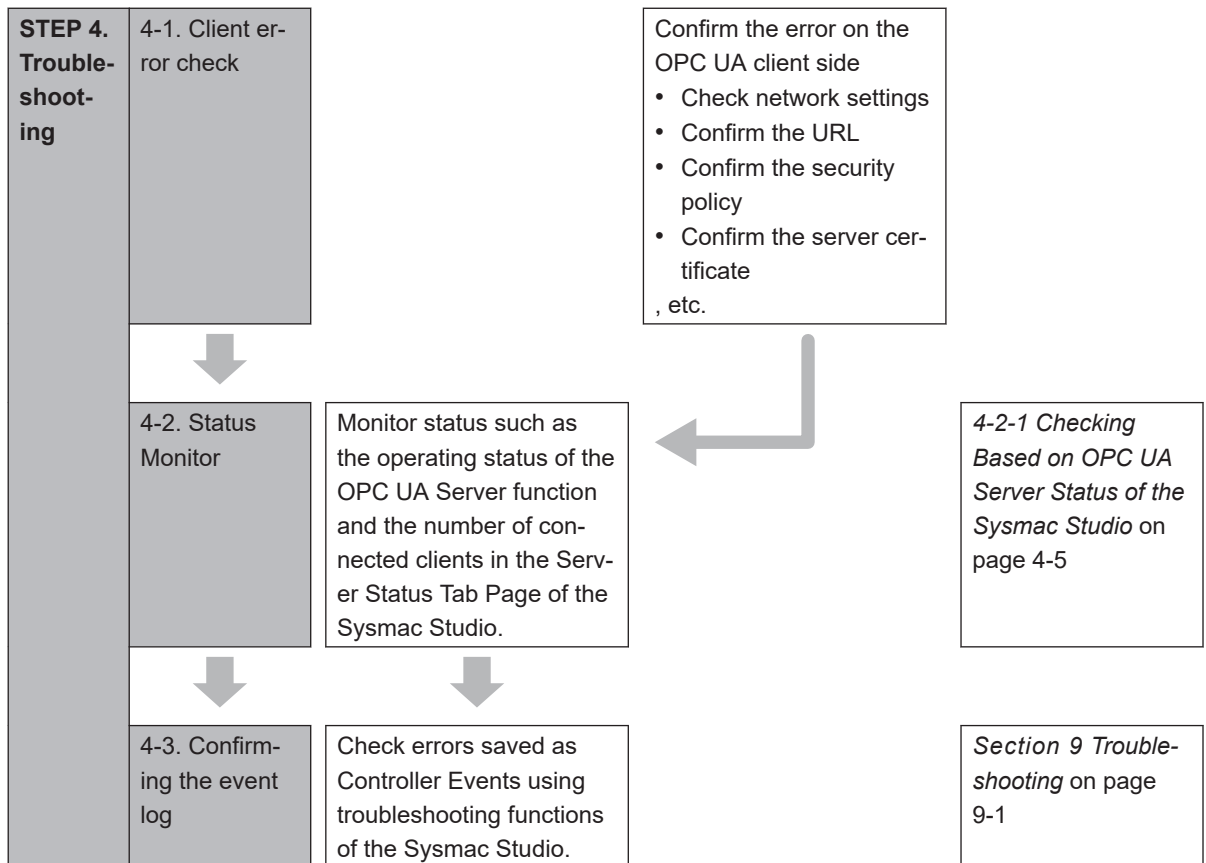 STEP 4.
Trouble-
shoot-
ing
4-1. Client er-
ror check
Confirm the error on the
OPC UA client side
• Check network settings
• Confirm the URL
• Confirm the security
policy
• Confirm the server cer-
tificate
, etc.
4-2. Status
Monitor
Monitor status such as
the operating status of the
OPC UA Server function
and the number of con-
nected clients in the Serv-
er Status Tab Page of the
Sysmac Studio.
4-2-1 Checking
Based on OPC UA
Server Status of the
Sysmac Studio on
page 4-5
4-3. Confirm-
ing the event
log
Check errors saved as
Controller Events using
troubleshooting functions
of the Sysmac Studio.
Section 9 Trouble-
shooting on page
9-1